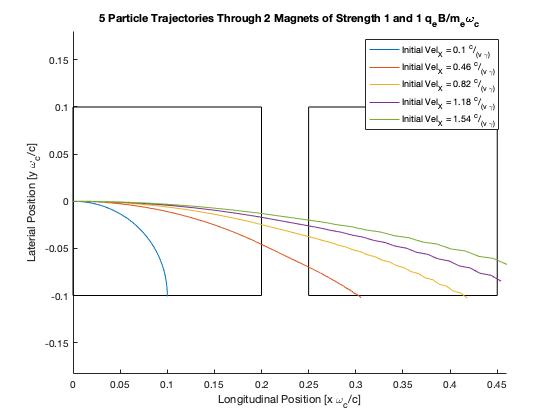 5 Particle Trajectories Through 2 Magnets of Strength 1 and 1 q_eB/m_eω_c
Initial Vel_X = 0.1 ^c/_(v γ)
Initial Vel_X = 0.46 ^c/_(v γ)
Initial Vel_X = 0.82 ^c/_(v γ)
Initial Vel_X = 1.18 ^c/_(v γ)
Initial Vel_X = 1.54 ^c/_(v γ)
0.15
0.1
0.05
0
-0.05
-0.1
-0.15
Laterial Position [y ω_c/c]
0 0.05 0.1 0.15 0.2 0.25 0.3 0.35 0.4 0.45
Longitudinal Position [x ω_c/c]